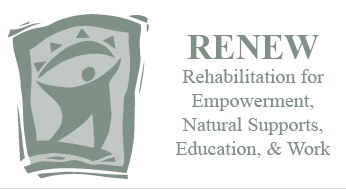 RENEW
Rehabilitation for
Empowerment,
Natural Supports,
Education, & Work